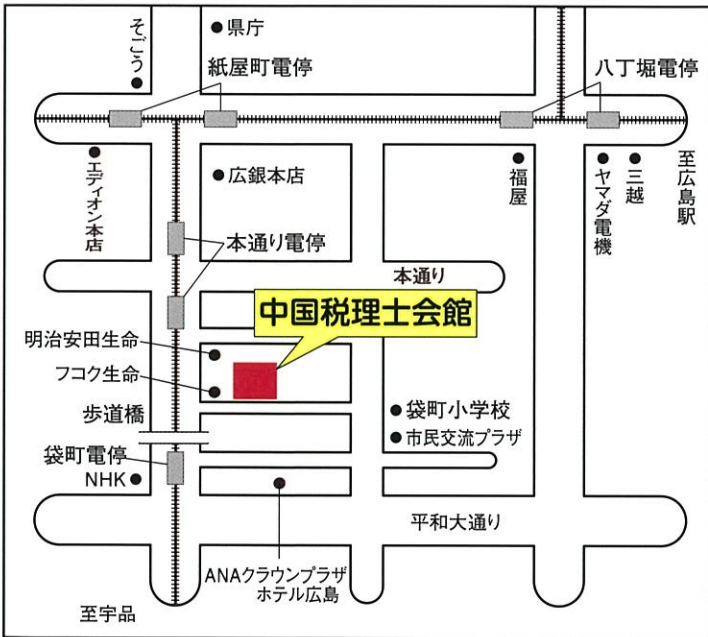 そごう
県庁
紙屋町電停
八丁堀電停
エディオン本店
広銀本店
福屋
ヤマダ電機
三越
至広島駅
本通り電停
本通り
中国税理士会館
明治安田生命
フコク生命
歩道橋
袋町小学校
市民交流プラザ
袋町電停
NHK
平和大通り
ANAクラウンプラザ
ホテル広島
至宇品